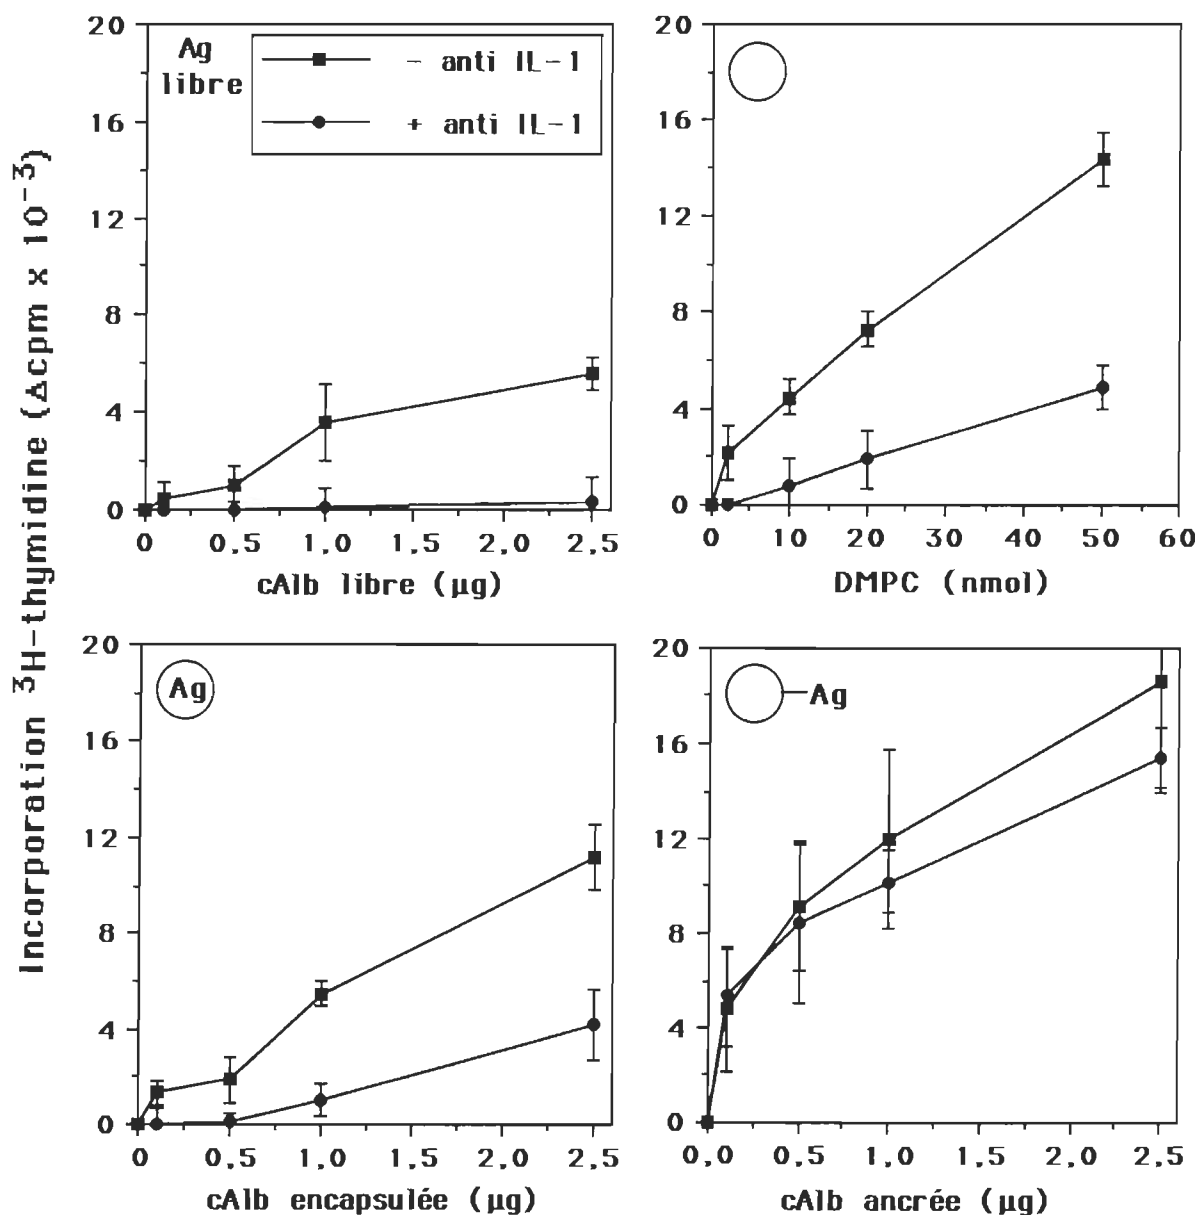 Incorporation ³H-thymidine (Δcpm x 10⁻³)
Ag
libre
- anti IL-1
+ anti IL-1
20
16
12
8
4
0
0 0,5 1,0 1,5 2,0 2,5
cAlb libre (µg)
20
16
12
8
4
0
0 10 20 30 40 50 60
DMPC (nmol)
Ag
20
16
12
8
4
0
0 0,5 1,0 1,5 2,0 2,5
cAlb encapsulée (µg)
Ag
20
16
12
8
4
0
0,0 0,5 1,0 1,5 2,0 2,5
cAlb ancrée (µg)